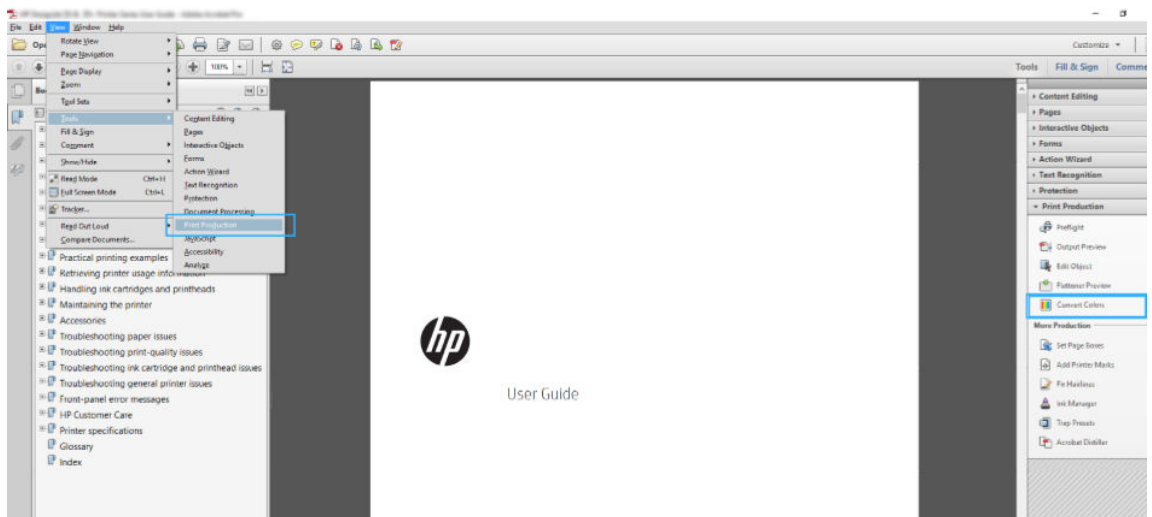 File Edit View Window Help
Customize
100%
Tools Fill & Sign Comme
Rotate View
Page Navigation
Page Display
Zoom
Tool Sets
Tools
Fill & Sign
Comment
Show/Hide
Read Mode Ctrl+H
Full Screen Mode Ctrl+L
Tracker...
Read Out Loud
Compare Documents...
Content Editing
Pages
Interactive Objects
Forms
Action Wizard
Text Recognition
Protection
Document Processing
Print Production
JavaScript
Accessibility
Analyze
Practical printing examples
Retrieving printer usage information
Handling ink cartridges and printheads
Maintaining the printer
Accessories
Troubleshooting paper issues
Troubleshooting print-quality issues
Troubleshooting ink cartridge and printhead issues
Troubleshooting general printer issues
Front-panel error messages
HP Customer Care
Printer specifications
Glossary
Index
hp
User Guide
Content Editing
Pages
Interactive Objects
Forms
Action Wizard
Text Recognition
Protection
Print Production
Preflight
Output Preview
Edit Object
Flattener Preview
Convert Colors
More Production
Set Page Boxes
Add Printer Marks
Fix Hairlines
Ink Manager
Trap Presets
Acrobat Distiller